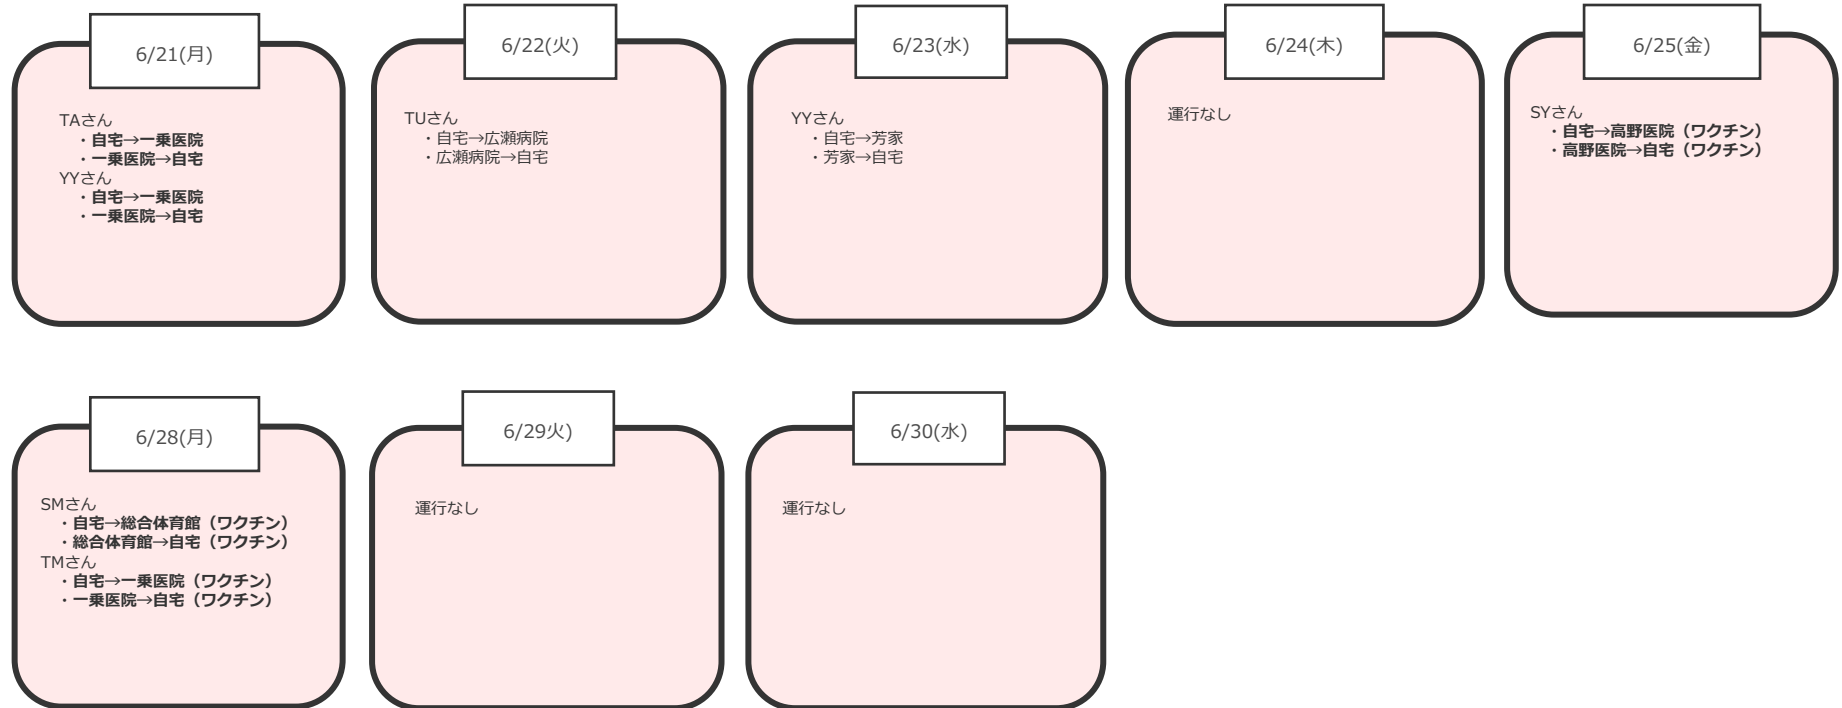 6/21(月)
TAさん
・自宅→一乗医院
・一乗医院→自宅
YYさん
・自宅→一乗医院
・一乗医院→自宅
6/22(火)
TUさん
・自宅→広瀬病院
・広瀬病院→自宅
6/23(水)
YYさん
・自宅→芳家
・芳家→自宅
6/24(木)
運行なし
6/25(金)
SYさん
・自宅→高野医院（ワクチン）
・高野医院→自宅（ワクチン）
6/28(月)
SMさん
・自宅→総合体育館（ワクチン）
・総合体育館→自宅（ワクチン）
TMさん
・自宅→一乗医院（ワクチン）
・一乗医院→自宅（ワクチン）
6/29火)
運行なし
6/30(水)
運行なし